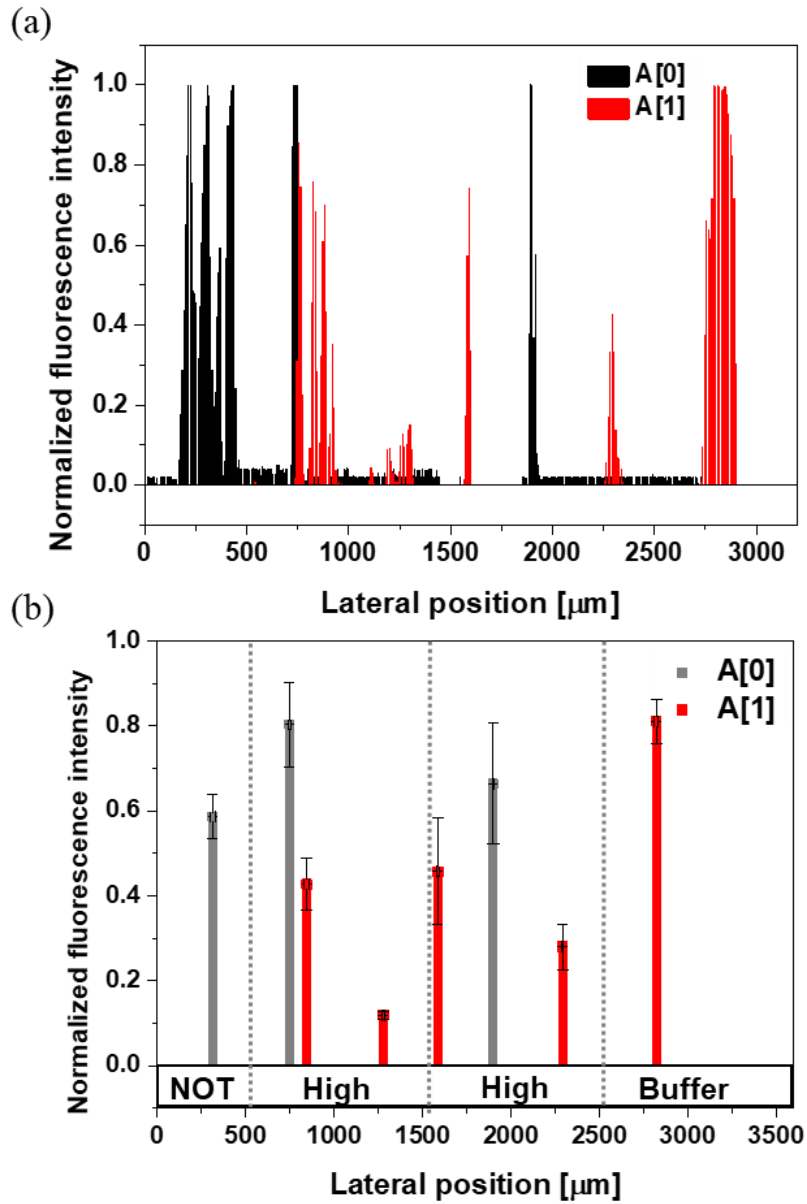 (a)
Normalized fluorescence intensity
1.0
0.8
0.6
0.4
0.2
0.0
A[0]
A[1]
0 500 1000 1500 2000 2500 3000
Lateral position [μm]
(b)
Normalized fluorescence intensity
1.0
0.8
0.6
0.4
0.2
0.0
A[0]
A[1]
NOT High High Buffer
0 500 1000 1500 2000 2500 3000 3500
Lateral position [μm]